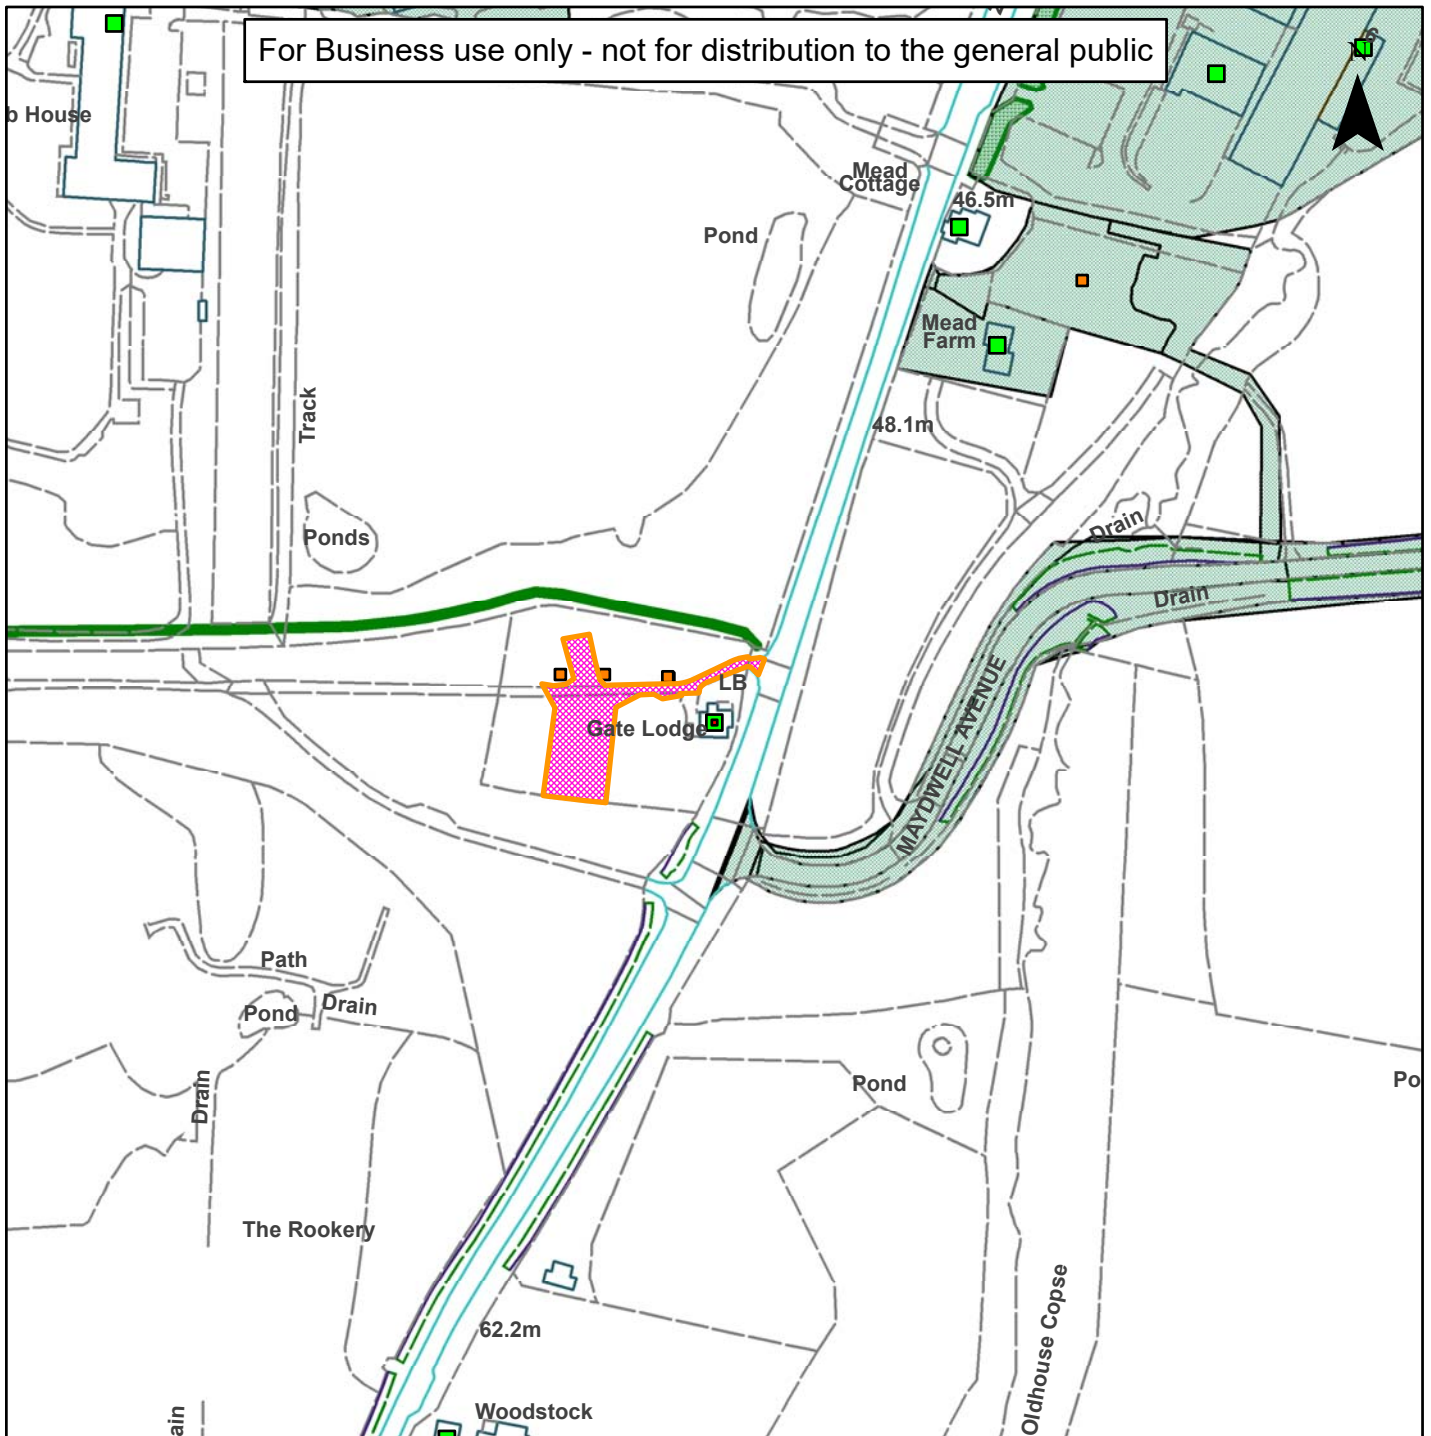 For Business use only - not for distribution to the general public
N
b House
Mead
Cottage
46.5m
Pond
Mead
Farm
Track
48.1m
Ponds
Drain
Drain
LB
Gate Lodge
MAYDWELL AVENUE
Path
Drain
Pond
Pond
Po
Drain
The Rookery
Oldhouse Copse
62.2m
Woodstock
ain